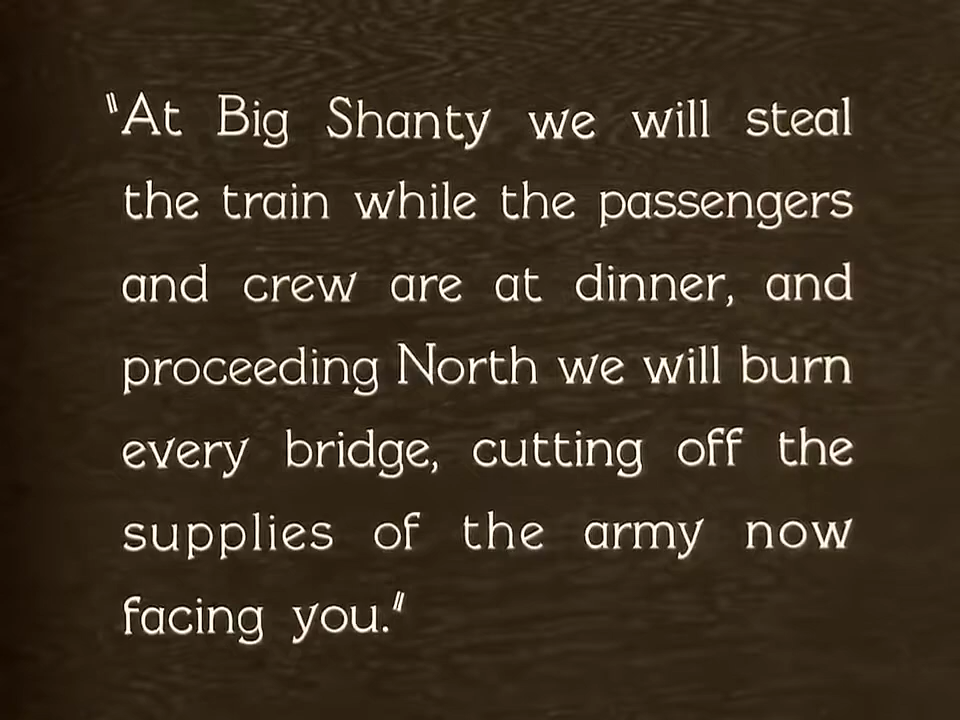 "At Big Shanty we will steal
the train while the passengers
and crew are at dinner, and
proceeding North we will burn
every bridge, cutting off the
supplies of the army now
facing you."